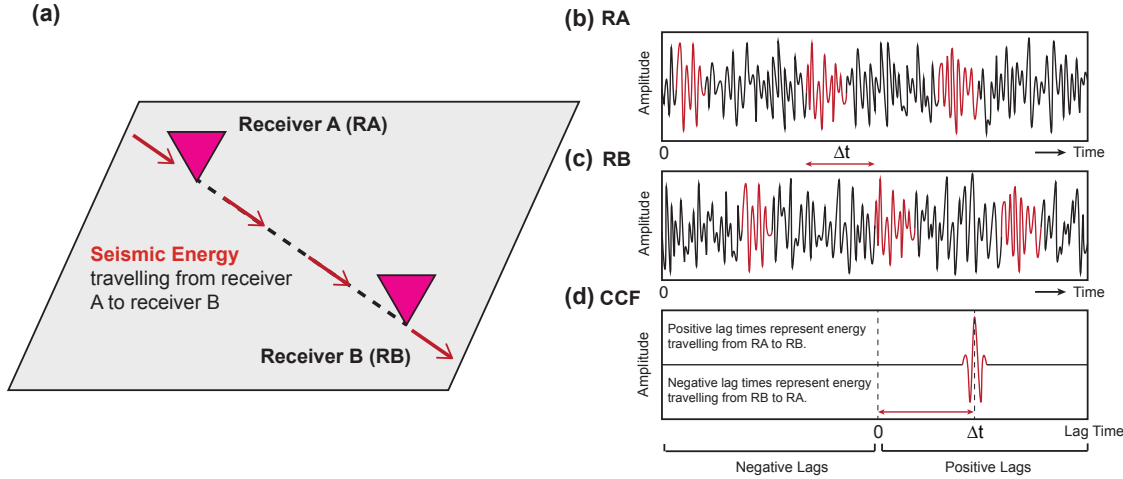 (a)
Receiver A (RA)
Seismic Energy
travelling from receiver
A to receiver B
Receiver B (RB)
(b) RA
Amplitude
0
Time
(c) RB
Δt
Amplitude
0
Time
(d) CCF
Positive lag times represent energy
travelling from RA to RB.
Negative lag times represent energy
travelling from RB to RA.
Amplitude
0
Δt
Lag Time
Negative Lags
Positive Lags